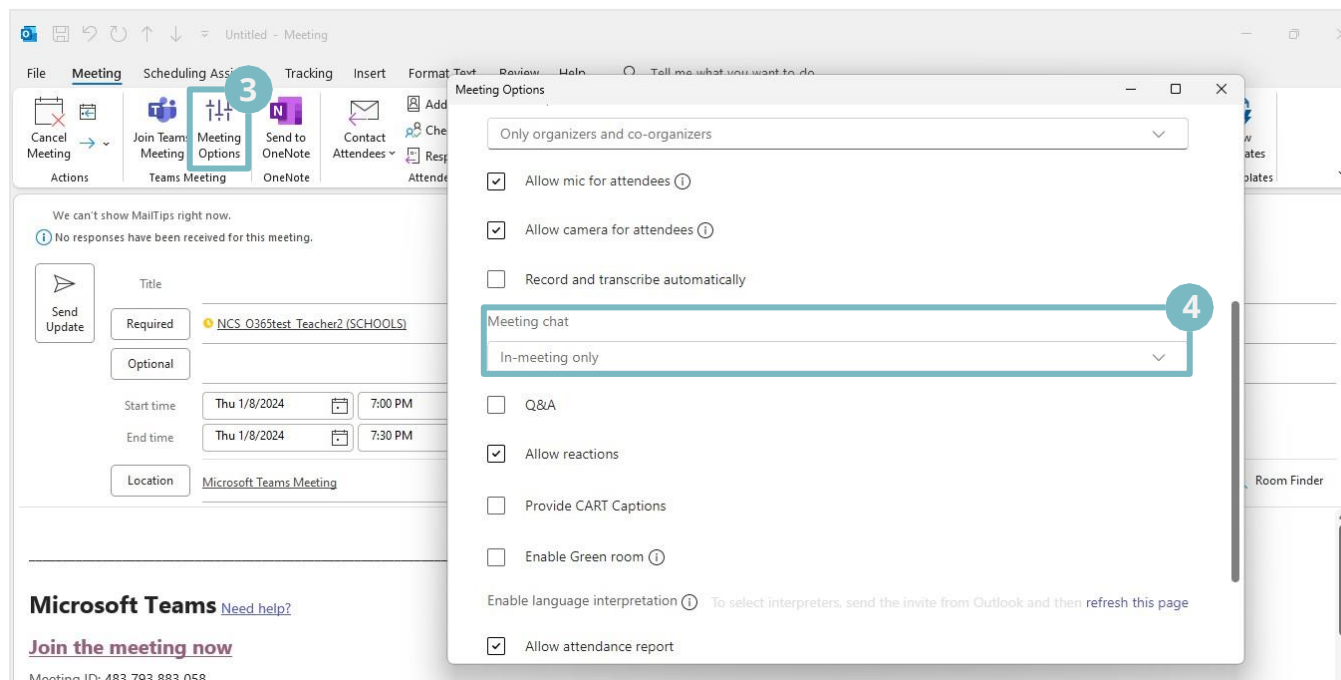 Untitled - Meeting
File Meeting Scheduling Tracking Insert Format Text Review Help Tell me what you want to do
3
Cancel Meeting
Join Teams Meeting
Meeting Options
N
Send to OneNote
Contact Attendees
Add
Che
Resp
Actions
Teams Meeting
OneNote
Attende
ates
plates
We can't show MailTips right now.
No responses have been received for this meeting.
Send Update
Title
Required NCS O365test Teacher2 (SCHOOLS)
Optional
Start time Thu 1/8/2024 7:00 PM
End time Thu 1/8/2024 7:30 PM
Location Microsoft Teams Meeting
Room Finder
Microsoft Teams Need help?
Join the meeting now
Meeting ID: 483 793 883 058
Meeting Options
Only organizers and co-organizers
Allow mic for attendees
Allow camera for attendees
Record and transcribe automatically
4
Meeting chat
In-meeting only
Q&A
Allow reactions
Provide CART Captions
Enable Green room
Enable language interpretation To select interpreters, send the invite from Outlook and then refresh this page
Allow attendance report